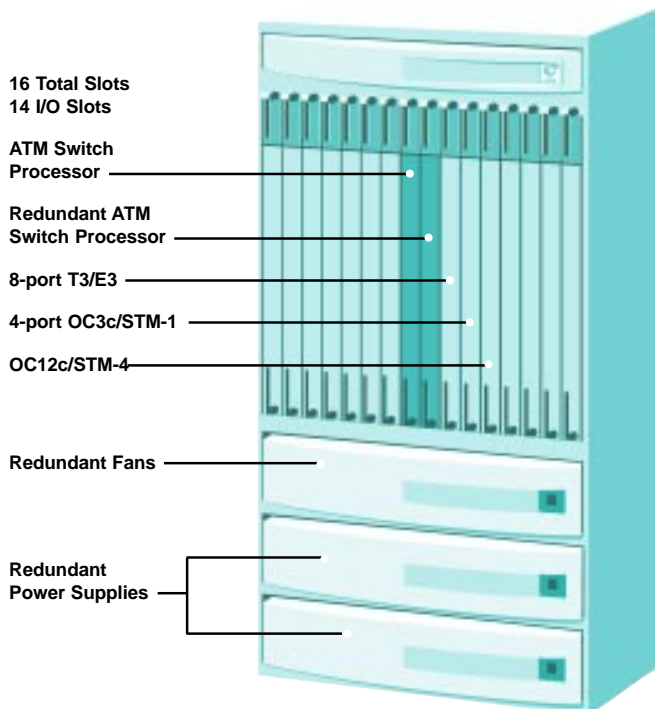 16 Total Slots
14 I/O Slots
ATM Switch
Processor
Redundant ATM
Switch Processor
8-port T3/E3
4-port OC3c/STM-1
OC12c/STM-4
Redundant Fans
Redundant
Power Supplies